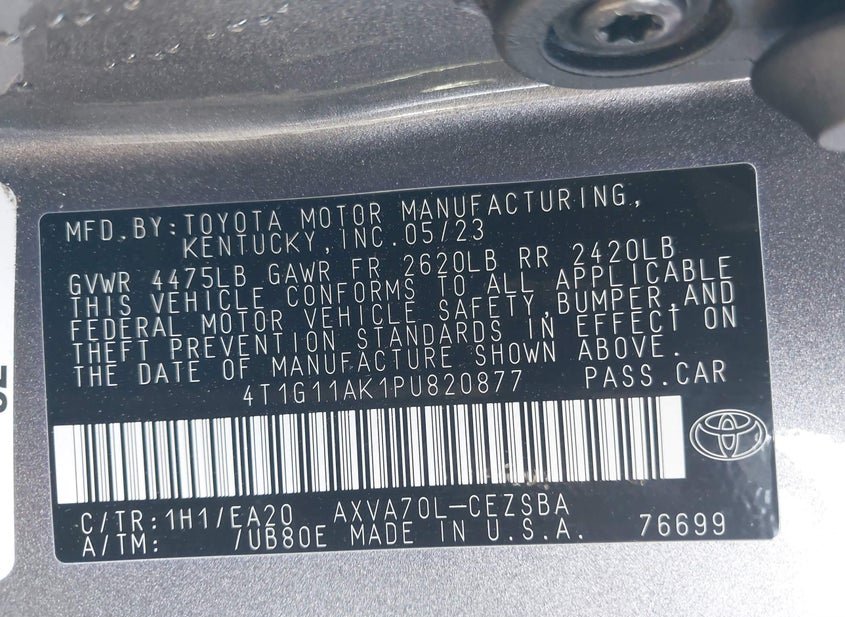 MFD.BY:TOYOTA MOTOR MANUFACTURING,
KENTUCKY,INC.05/23
GVWR 4475LB GAWR FR 2620LB RR 2420LB
THIS VEHICLE CONFORMS TO ALL APPLICABLE
FEDERAL MOTOR VEHICLE SAFETY,BUMPER,AND
THEFT PREVENTION STANDARDS IN EFFECT ON
THE DATE OF MANUFACTURE SHOWN ABOVE.
4T1G11AK1PU820877 PASS.CAR
C/TR:1H1/EA20 AXVA70L-CEZSBA
A/TM: /UB80E MADE IN U.S.A. 76699